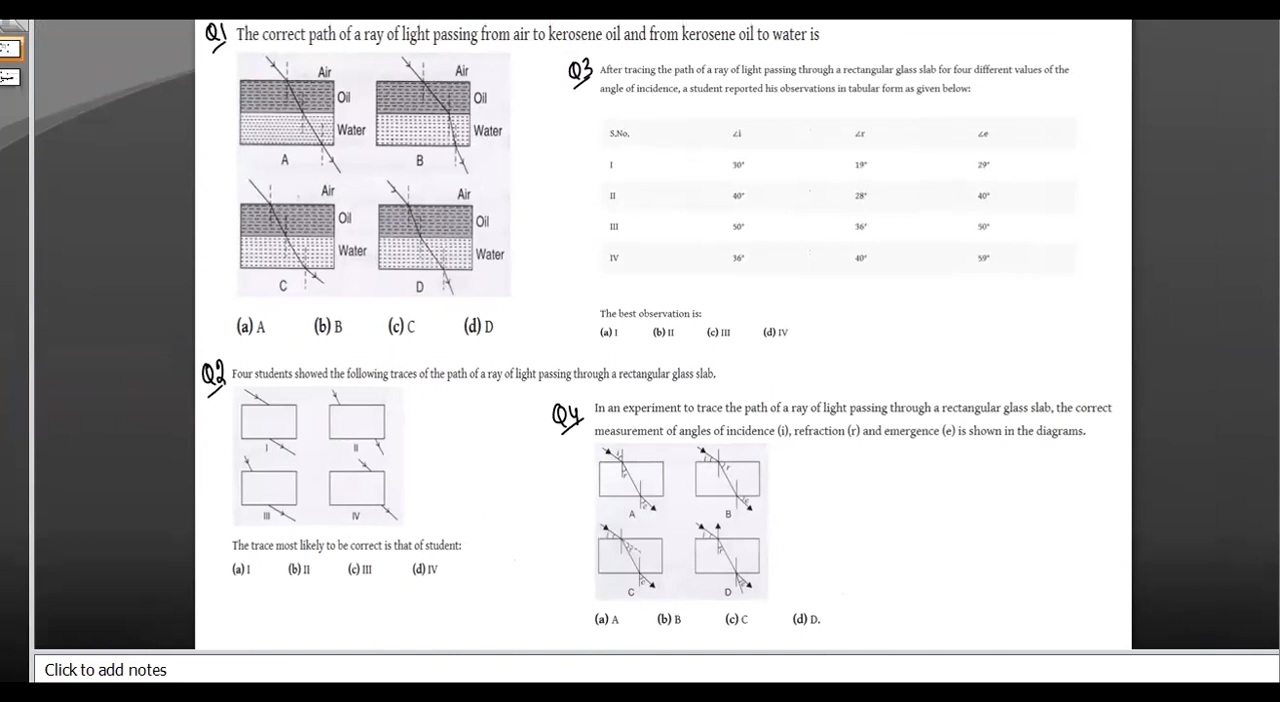 Q1 The correct path of a ray of light passing from air to kerosene oil and from kerosene oil to water is
Air Air
Oil Oil
Water Water
A B
Air Air
Oil Oil
Water Water
C D
(a) A (b) B (c) C (d) D
Q2 Four students showed the following traces of the path of a ray of light passing through a rectangular glass slab.
I II
III IV
The trace most likely to be correct is that of student:
(a) I (b) II (c) III (d) IV
Q3 After tracing the path of a ray of light passing through a rectangular glass slab for four different values of the
angle of incidence, a student reported his observations in tabular form as given below:
S.No. ∠i ∠r ∠e
I 30° 19° 29°
II 40° 28° 40°
III 50° 36° 50°
IV 36° 40° 59°
The best observation is:
(a) I (b) II (c) III (d) IV
Q4 In an experiment to trace the path of a ray of light passing through a rectangular glass slab, the correct
measurement of angles of incidence (i), refraction (r) and emergence (e) is shown in the diagrams.
A B
C D
(a) A (b) B (c) C (d) D.
Click to add notes